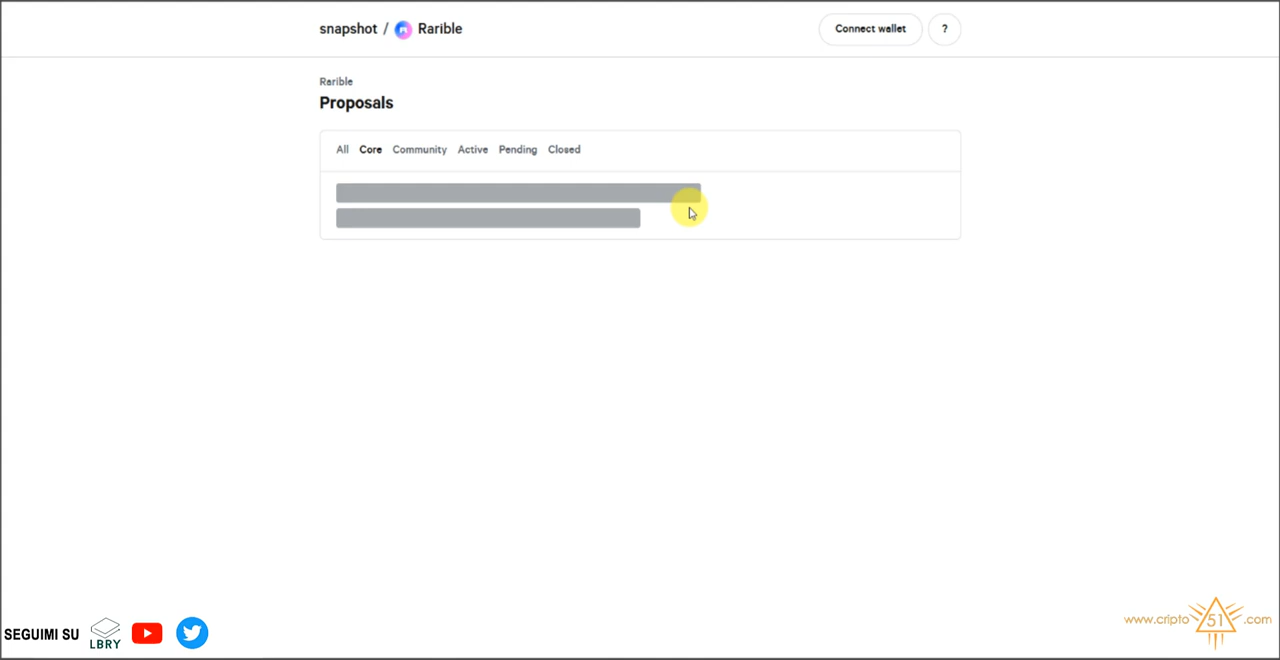 snapshot / Rarible
Connect wallet
?
Rarible
Proposals
All Core Community Active Pending Closed
SEGUIMI SU
LBRY
www.cripto 51 .com